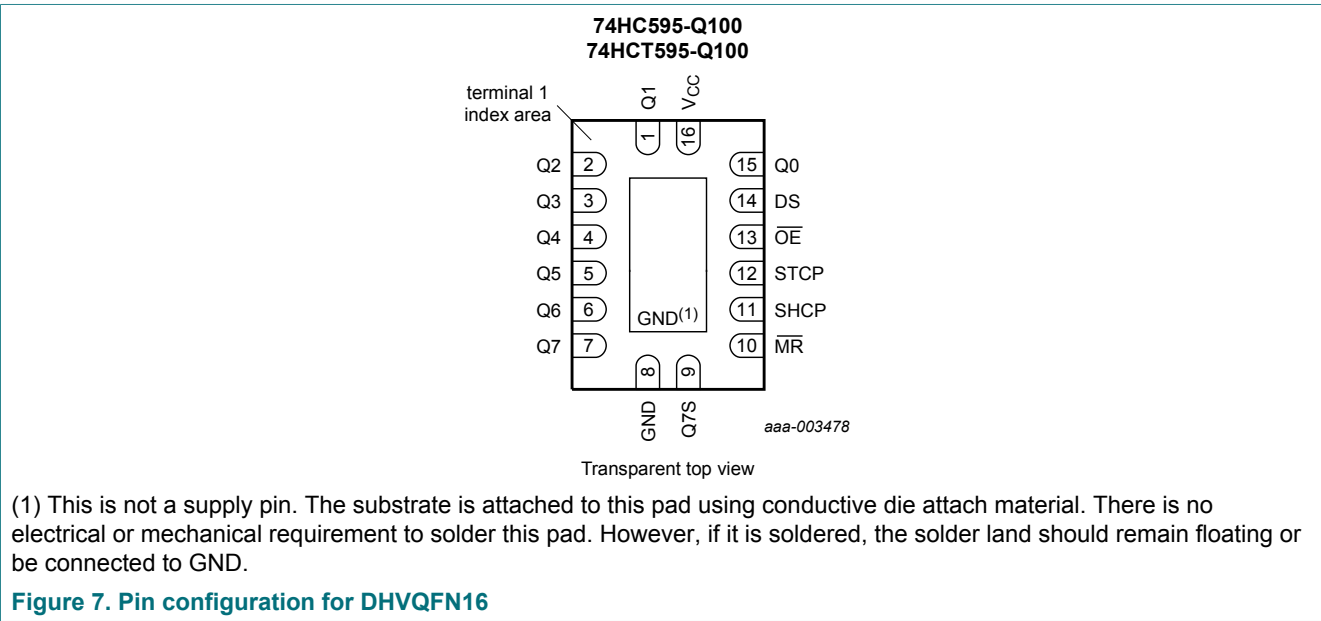 74HC595-Q100
74HCT595-Q100
terminal 1
index area
Q1
VCC
1
16
Q2 2
15 Q0
Q3 3
14 DS
Q4 4
13 OE
Q5 5
12 STCP
Q6 6
11 SHCP
GND(1)
Q7 7
10 MR
8
9
GND
Q7S
aaa-003478
Transparent top view
(1) This is not a supply pin. The substrate is attached to this pad using conductive die attach material. There is no
electrical or mechanical requirement to solder this pad. However, if it is soldered, the solder land should remain floating or
be connected to GND.
Figure 7. Pin configuration for DHVQFN16